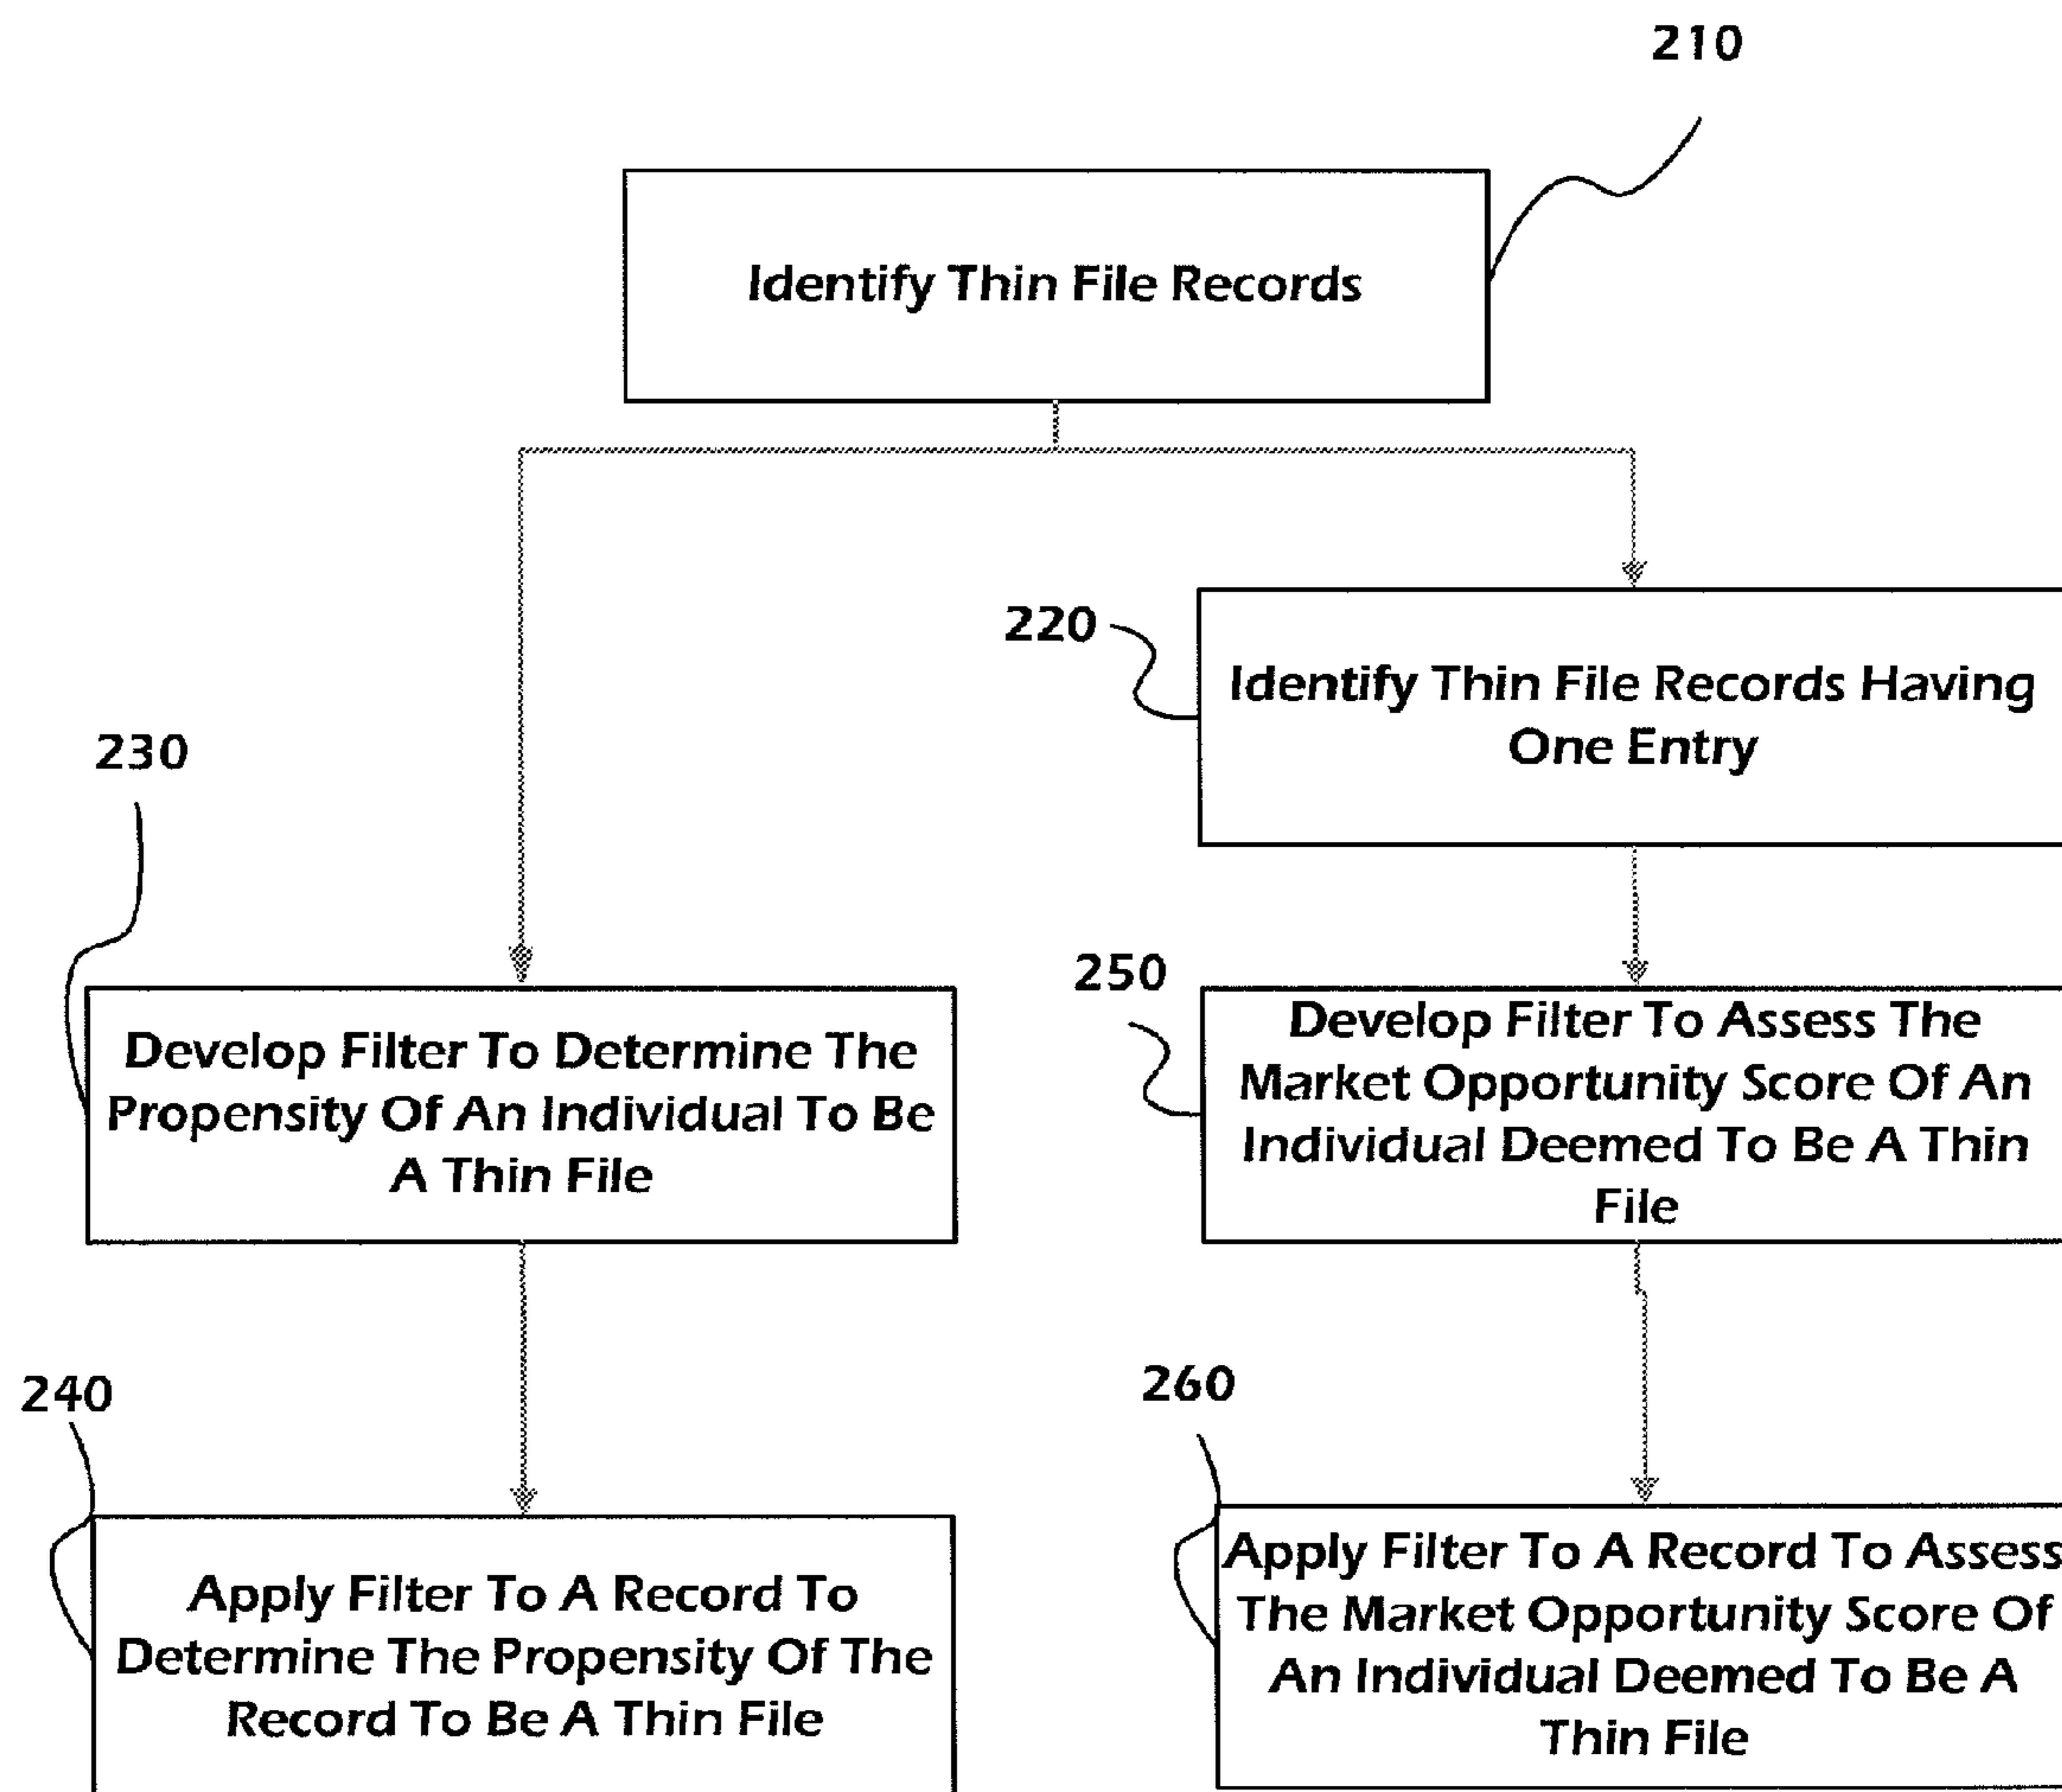 210
Identify Thin File Records
220
Identify Thin File Records Having
One Entry
230
Develop Filter To Determine The
Propensity Of An Individual To Be
A Thin File
250
Develop Filter To Assess The
Market Opportunity Score Of An
Individual Deemed To Be A Thin
File
240
Apply Filter To A Record To
Determine The Propensity Of The
Record To Be A Thin File
260
Apply Filter To A Record To Assess
The Market Opportunity Score Of
An Individual Deemed To Be A
Thin File